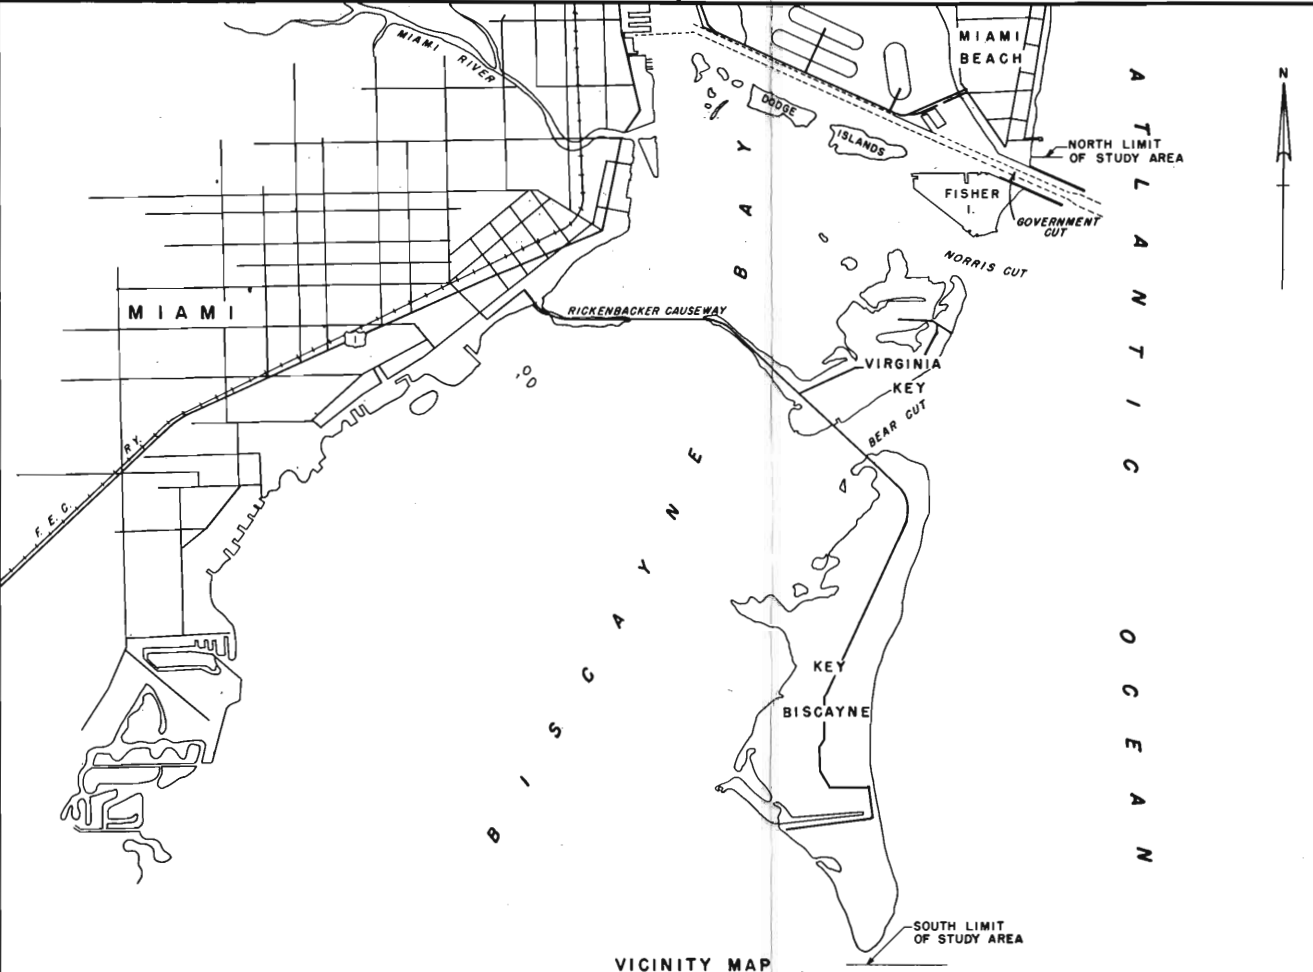 MIAMI RIVER
MIAMI
BEACH
N
DODGE
ISLANDS
NORTH LIMIT
OF STUDY AREA
FISHER
I.
GOVERNMENT
CUT
NORRIS CUT
MIAMI
RICKENBACKER CAUSEWAY
1
VIRGINIA
KEY
BEAR CUT
F. E. C. RY.
BISCAYNE BAY
ATLANTIC OCEAN
KEY
BISCAYNE
SOUTH LIMIT
OF STUDY AREA
VICINITY MAP